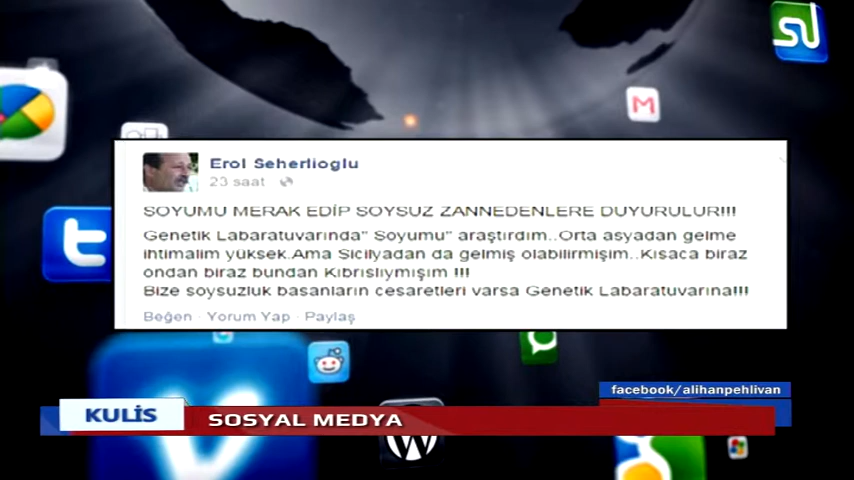 Erol Seherlioglu
23 saat
SOYUMU MERAK EDİP SOYSUZ ZANNEDENLERE DUYURULUR!!!
Genetik Labaratuvarında" Soyumu" araştırdım..Orta asyadan gelme
ihtimalim yüksek.Ama Sicilyadan da gelmiş olabilirmişim..Kısaca biraz
ondan biraz bundan Kıbrıslıymışım !!!
Bize soysuzluk basanların cesaretleri varsa Genetik Labaratuvarına!!!
Beğen · Yorum Yap · Paylaş
facebook/alihanpehlivan
KULİS
SOSYAL MEDYA